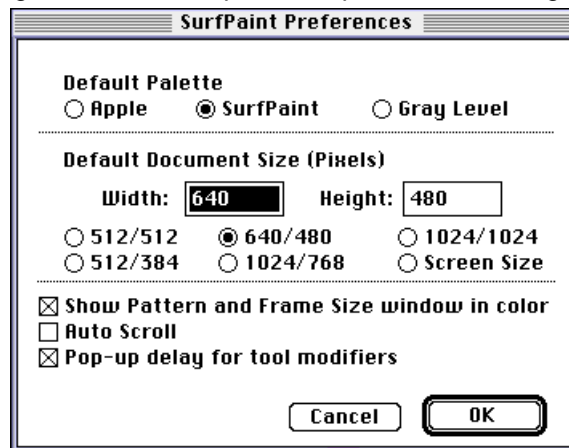 SurfPaint Preferences
Default Palette
Apple SurfPaint Gray Level
Default Document Size (Pixels)
Width: 640 Height: 480
512/512 640/480 1024/1024
512/384 1024/768 Screen Size
Show Pattern and Frame Size window in color
Auto Scroll
Pop-up delay for tool modifiers
Cancel OK